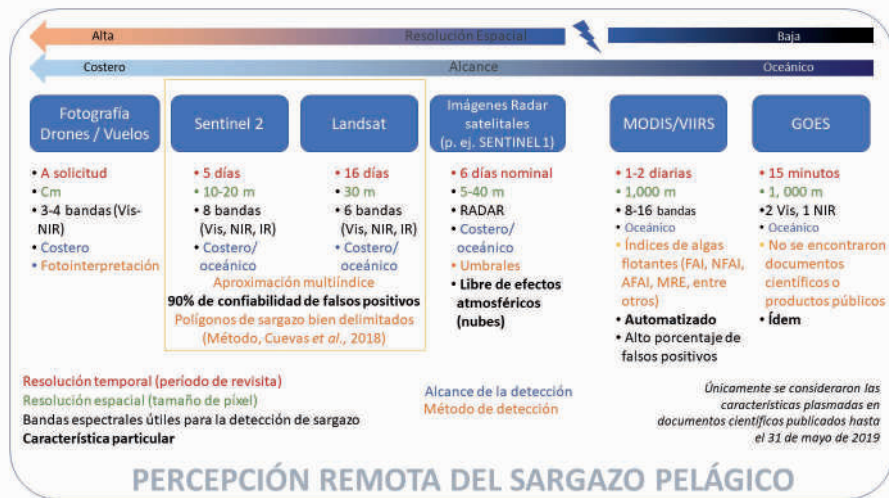 Alta Resolución Espacial Baja
Costero Alcance Oceánico
Fotografía
Drones / Vuelos
• A solicitud
• Cm
• 3-4 bandas (Vis-
NIR)
• Costero
• Fotointerpretación
Sentinel 2
• 5 días
• 10-20 m
• 8 bandas
(Vis, NIR, IR)
• Costero/
oceánico
Landsat
• 16 días
• 30 m
• 6 bandas
(Vis, NIR, IR)
• Costero/
oceánico
Aproximación multiíndice
90% de confiabilidad de falsos positivos
Polígonos de sargazo bien delimitados
(Método, Cuevas et al., 2018)
Imágenes Radar
satelitales
(p. ej. SENTINEL 1)
• 6 días nominal
• 5-40 m
• RADAR
• Costero/
oceánico
• Umbrales
• Libre de efectos
atmosféricos
(nubes)
MODIS/VIIRS
• 1-2 diarias
• 1,000 m
• 8-16 bandas
• Oceánico
• Índices de algas
flotantes (FAI, NFAI,
AFAI, MRE, entre
otros)
• Automatizado
• Alto porcentaje de
falsos positivos
GOES
• 15 minutos
• 1, 000 m
•2 Vis, 1 NIR
• Oceánico
• No se encontraron
documentos
científicos o
productos públicos
• Ídem
Resolución temporal (período de revisita)
Resolución espacial (tamaño de píxel)
Bandas espectrales útiles para la detección de sargazo
Característica particular
Alcance de la detección
Método de detección
Únicamente se consideraron las
características plasmadas en
documentos científicos publicados hasta
el 31 de mayo de 2019
PERCEPCIÓN REMOTA DEL SARGAZO PELÁGICO